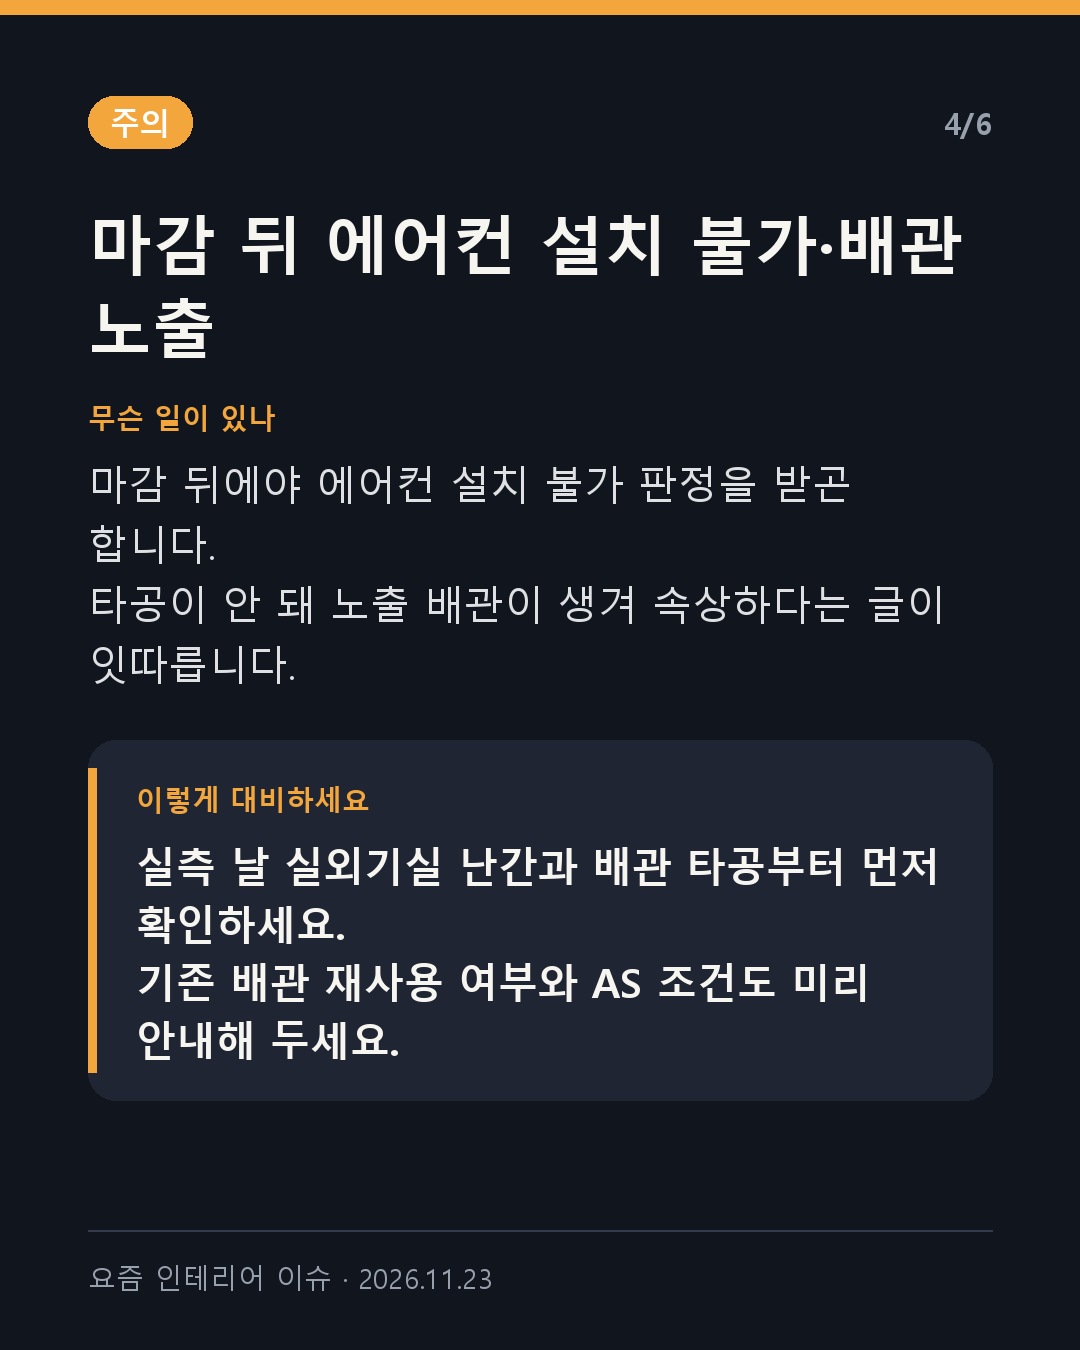 주의
4/6
마감 뒤 에어컨 설치 불가·배관
노출
무슨 일이 있나
마감 뒤에야 에어컨 설치 불가 판정을 받곤
합니다.
타공이 안 돼 노출 배관이 생겨 속상하다는 글이
잇따릅니다.
이렇게 대비하세요
실측 날 실외기실 난간과 배관 타공부터 먼저
확인하세요.
기존 배관 재사용 여부와 AS 조건도 미리
안내해 두세요.
요즘 인테리어 이슈 · 2026.11.23